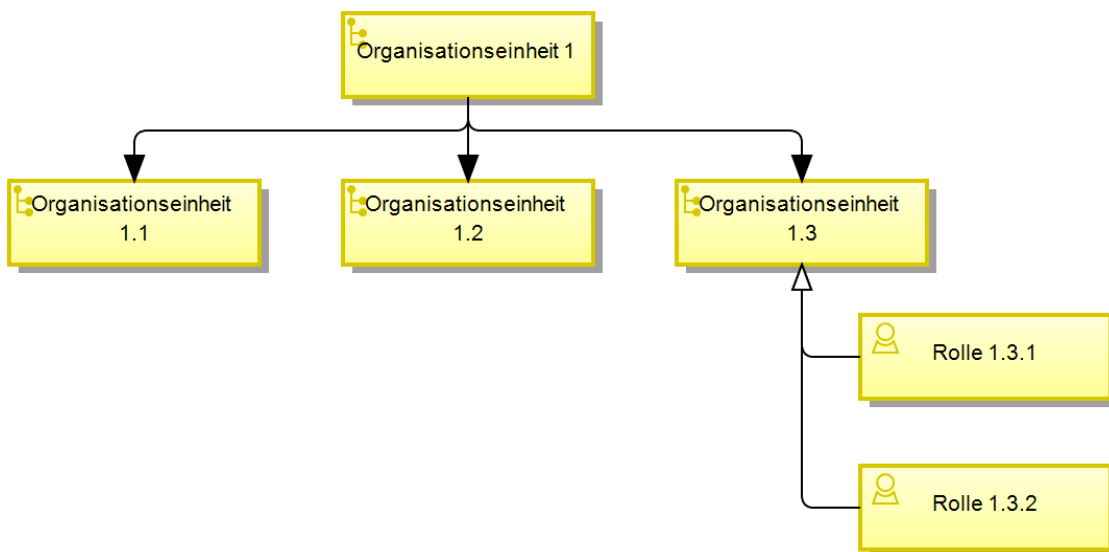 Organisationseinheit 1
Organisationseinheit
1.1
Organisationseinheit
1.2
Organisationseinheit
1.3
Rolle 1.3.1
Rolle 1.3.2